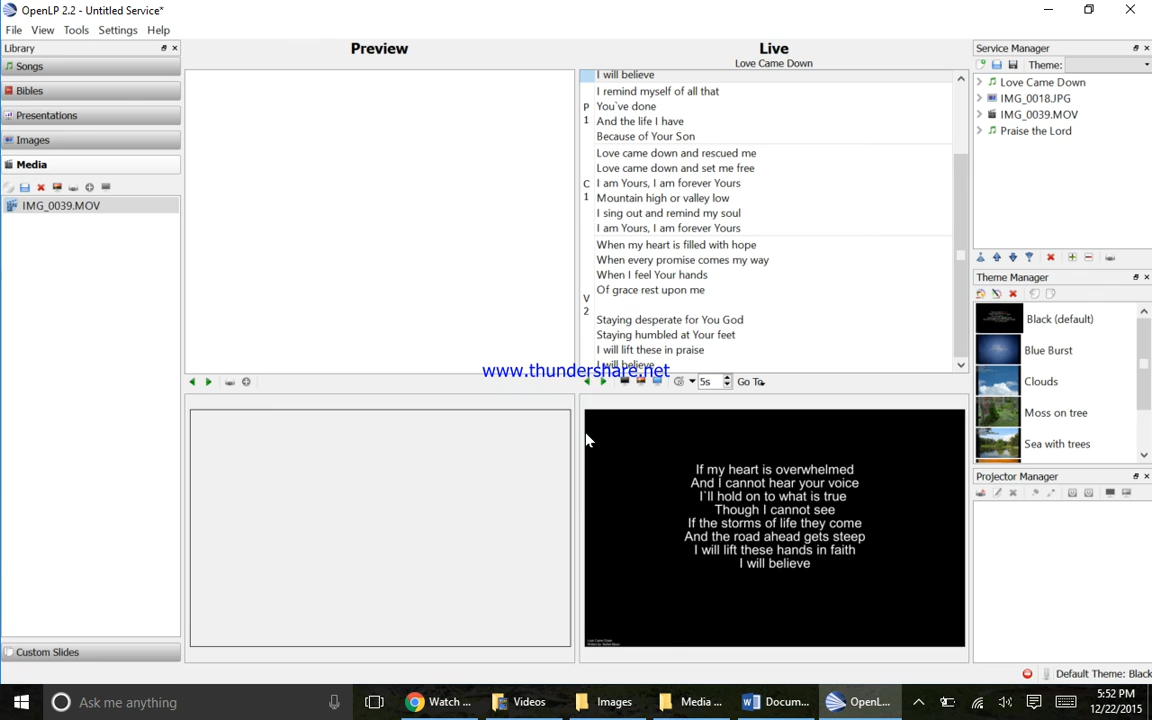 OpenLP 2.2 - Untitled Service*
File View Tools Settings Help
Library
Songs
Bibles
Presentations
Images
Media
IMG_0039.MOV
Custom Slides
Preview
Live
Love Came Down
I will believe
P
1
I remind myself of all that
You`ve done
And the life I have
Because of Your Son
C
1
Love came down and rescued me
Love came down and set me free
I am Yours, I am forever Yours
Mountain high or valley low
I sing out and remind my soul
I am Yours, I am forever Yours
V
2
When my heart is filled with hope
When every promise comes my way
When I feel Your hands
Of grace rest upon me
Staying desperate for You God
Staying humbled at Your feet
I will lift these in praise
I will believe
www.thundershare.net
5s Go To
If my heart is overwhelmed
And I cannot hear your voice
I`ll hold on to what is true
Though I cannot see
If the storms of life they come
And the road ahead gets steep
I will lift these hands in faith
I will believe
Service Manager
Theme:
Love Came Down
IMG_0018.JPG
IMG_0039.MOV
Praise the Lord
Theme Manager
Black (default)
Blue Burst
Clouds
Moss on tree
Sea with trees
Projector Manager
Default Theme: Black
Ask me anything
Watch ...
Videos
Images
Media ...
Docum...
OpenL...
5:52 PM
12/22/2015